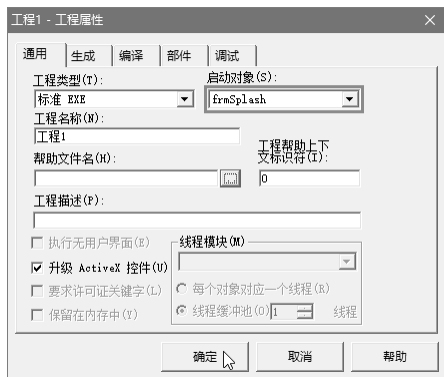 工程1 - 工程属性
通用 生成 编译 部件 调试
工程类型(T): 启动对象(S):
标准 EXE frmSplash
工程名称(N):
工程1
帮助文件名(H): 工程帮助上下
文标识符(I):
...
0
工程描述(P):
执行无用户界面(E) 线程模块(M)
升级 ActiveX 控件(U)
要求许可证关键字(L) 每个对象对应一个线程(R)
保留在内存中(Y) 线程缓冲池(O) 1 线程
确定 取消 帮助